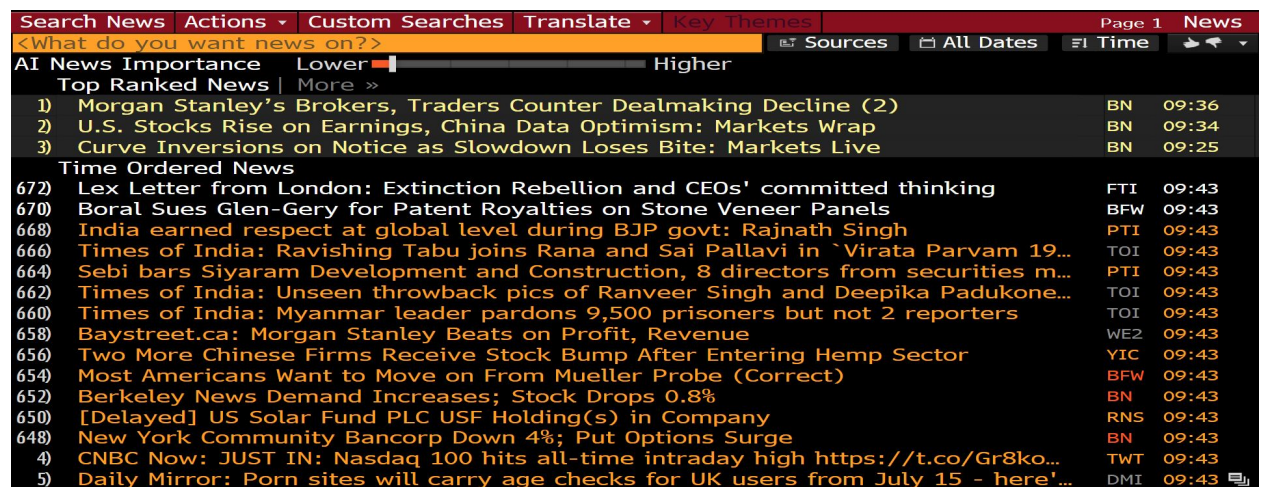 Search News Actions Custom Searches Translate Key Themes Page 1 News
<What do you want news on?> Sources All Dates Time
AI News Importance Lower Higher
Top Ranked News | More »
1) Morgan Stanley's Brokers, Traders Counter Dealmaking Decline (2) BN 09:36
2) U.S. Stocks Rise on Earnings, China Data Optimism: Markets Wrap BN 09:34
3) Curve Inversions on Notice as Slowdown Loses Bite: Markets Live BN 09:25
Time Ordered News
672) Lex Letter from London: Extinction Rebellion and CEOs' committed thinking FTI 09:43
670) Boral Sues Glen-Gery for Patent Royalties on Stone Veneer Panels BFW 09:43
668) India earned respect at global level during BJP govt: Rajnath Singh PTI 09:43
666) Times of India: Ravishing Tabu joins Rana and Sai Pallavi in `Virata Parvam 19... TOI 09:43
664) Sebi bars Siyaram Development and Construction, 8 directors from securities m... PTI 09:43
662) Times of India: Unseen throwback pics of Ranveer Singh and Deepika Padukone... TOI 09:43
660) Times of India: Myanmar leader pardons 9,500 prisoners but not 2 reporters TOI 09:43
658) Baystreet.ca: Morgan Stanley Beats on Profit, Revenue WE2 09:43
656) Two More Chinese Firms Receive Stock Bump After Entering Hemp Sector YIC 09:43
654) Most Americans Want to Move on From Mueller Probe (Correct) BFW 09:43
652) Berkeley News Demand Increases; Stock Drops 0.8% BN 09:43
650) [Delayed] US Solar Fund PLC USF Holding(s) in Company RNS 09:43
648) New York Community Bancorp Down 4%; Put Options Surge BN 09:43
4) CNBC Now: JUST IN: Nasdaq 100 hits all-time intraday high https://t.co/Gr8ko... TWT 09:43
5) Daily Mirror: Porn sites will carry age checks for UK users from July 15 - here'... DMI 09:43